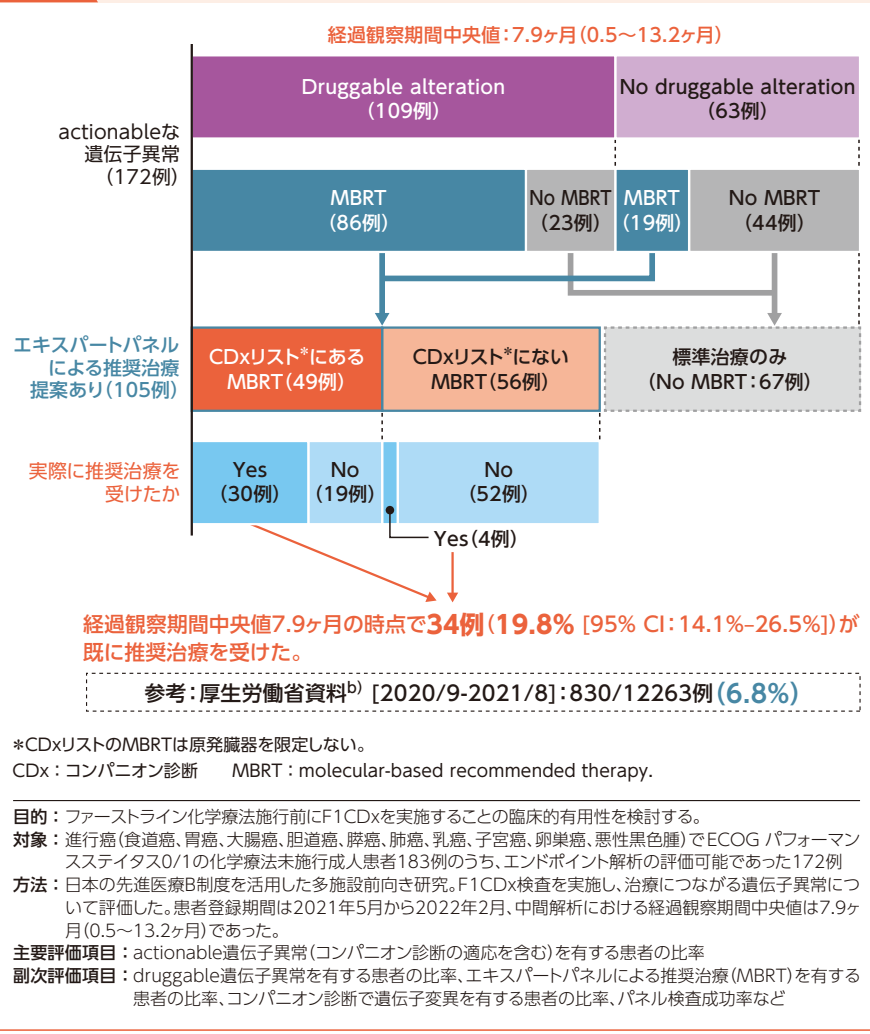 経過観察期間中央値：7.9ヶ月（0.5～13.2ヶ月）
Druggable alteration
（109例）
No druggable alteration
（63例）
actionableな
遺伝子異常
（172例）
MBRT
（86例）
No MBRT
（23例）
MBRT
（19例）
No MBRT
（44例）
エキスパートパネル
による推奨治療
提案あり（105例）
CDxリスト*にある
MBRT（49例）
CDxリスト*にない
MBRT（56例）
標準治療のみ
（No MBRT：67例）
実際に推奨治療を
受けたか
Yes
（30例）
No
（19例）
No
（52例）
Yes（4例）
経過観察期間中央値7.9ヶ月の時点で34例（19.8% [95% CI：14.1%–26.5%]）が
既に推奨治療を受けた。
参考：厚生労働省資料b) [2020/9-2021/8]：830/12263例（6.8%）
*CDxリストのMBRTは原発臓器を限定しない。
CDx：コンパニオン診断　MBRT：molecular-based recommended therapy.
目的：ファーストライン化学療法施行前にF1CDxを実施することの臨床的有用性を検討する。
対象：進行癌（食道癌、胃癌、大腸癌、胆道癌、膵癌、肺癌、乳癌、子宮癌、卵巣癌、悪性黒色腫）でECOG パフォーマン
スステイタス0/1の化学療法未施行成人患者183例のうち、エンドポイント解析の評価可能であった172例
方法：日本の先進医療B制度を活用した多施設前向き研究。F1CDx検査を実施し、治療につながる遺伝子異常につ
いて評価した。患者登録期間は2021年5月から2022年2月、中間解析における経過観察期間中央値は7.9ヶ
月（0.5～13.2ヶ月）であった。
主要評価項目：actionable遺伝子異常（コンパニオン診断の適応を含む）を有する患者の比率
副次評価項目：druggable遺伝子異常を有する患者の比率、エキスパートパネルによる推奨治療（MBRT）を有する
患者の比率、コンパニオン診断で遺伝子変異を有する患者の比率、パネル検査成功率など